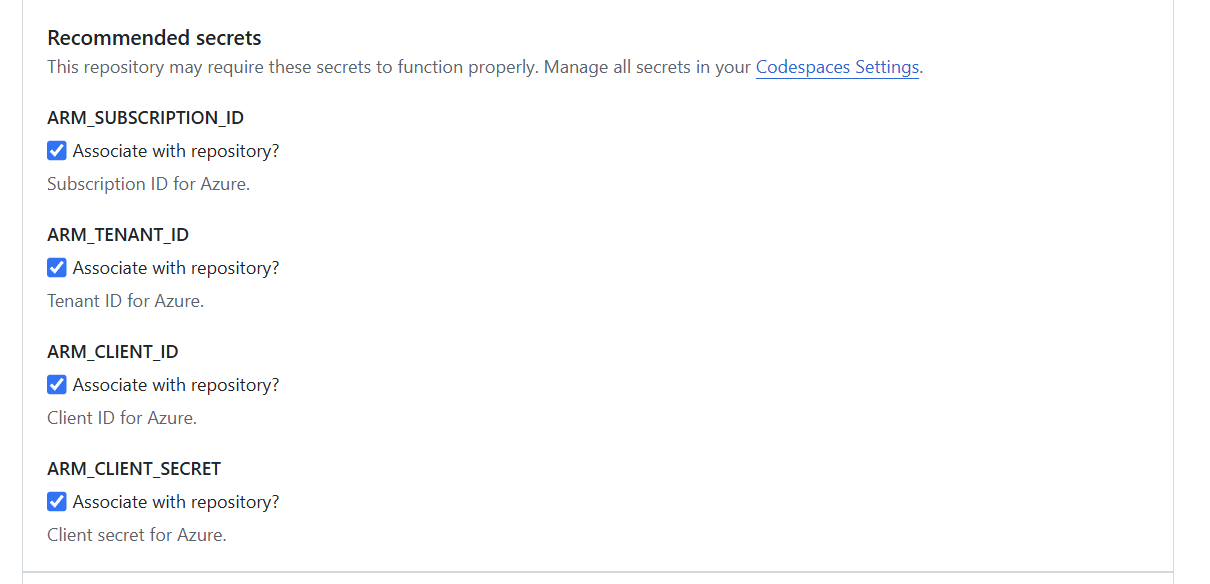 Recommended secrets
This repository may require these secrets to function properly. Manage all secrets in your Codespaces Settings.
ARM_SUBSCRIPTION_ID
Associate with repository?
Subscription ID for Azure.
ARM_TENANT_ID
Associate with repository?
Tenant ID for Azure.
ARM_CLIENT_ID
Associate with repository?
Client ID for Azure.
ARM_CLIENT_SECRET
Associate with repository?
Client secret for Azure.